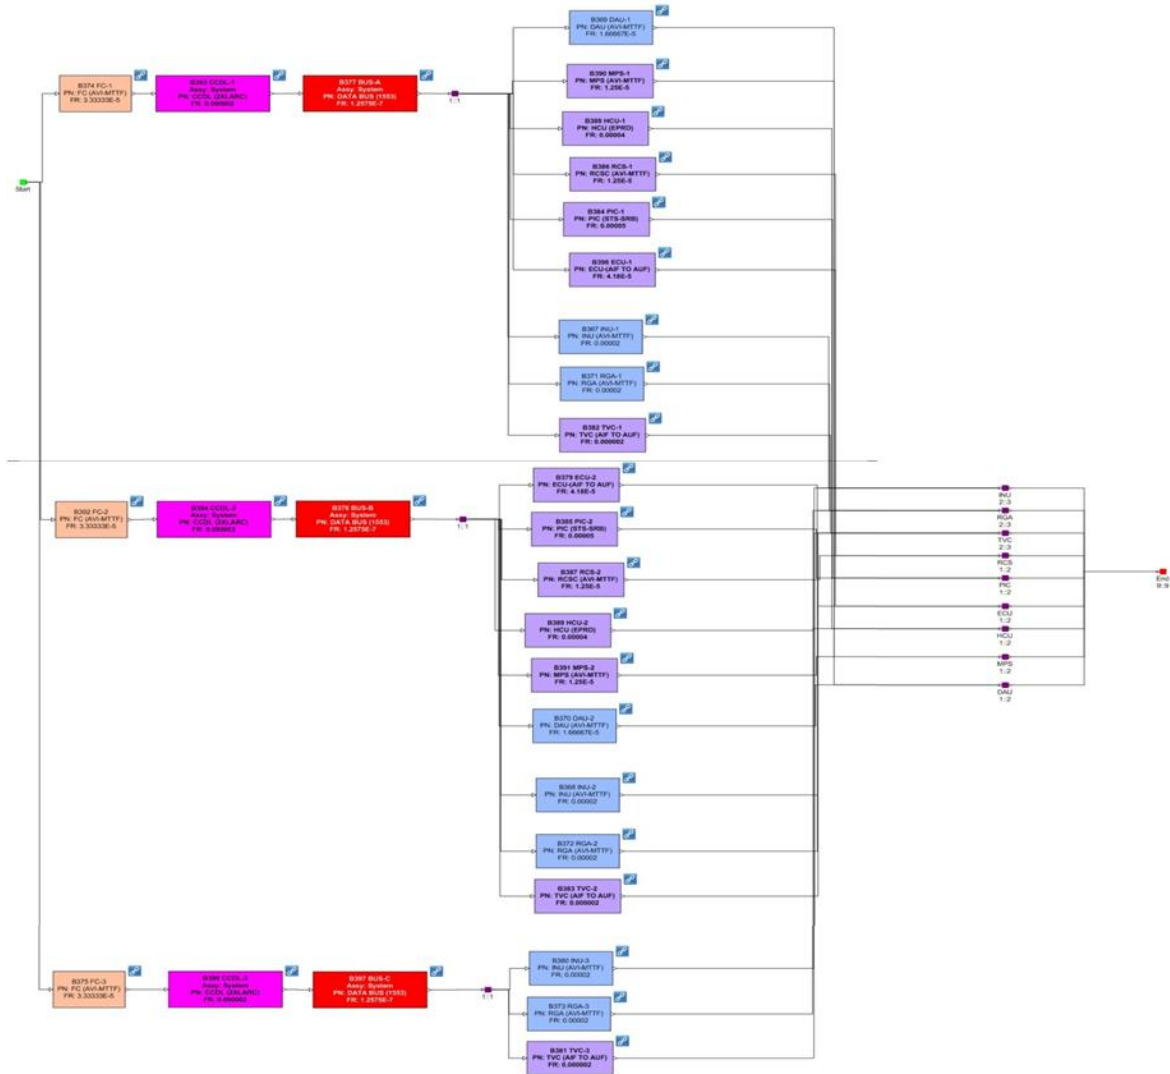 B369 DAU-1
PN: DAU (AVI-MTTF)
FR: 1.66667E-5
B390 MPS-1
PN: MPS (AVI-MTTF)
FR: 1.25E-5
B374 FC-1
PN: FC (AVI-MTTF)
FR: 3.33333E-5
CCDL-1
Assy: System
PN: CCDL (2XLARC)
FR: 0.000002
B377 BUS-A
Assy: System
PN: DATA BUS (1553)
FR: 1.2575E-7
1::1
HCU-1
PN: HCU (EPRD)
FR: 0.00004
B386 RCS-1
PN: RCSC (AVI-MTTF)
FR: 1.25E-5
Start
B384 PIC-1
PN: PIC (STS-SRB)
FR: 0.00005
ECU-1
PN: ECU-(AIF TO AUF)
FR: 4.18E-5
B367 INU-1
PN: INU (AVI-MTTF)
FR: 0.00002
B371 RGA-1
PN: RGA (AVI-MTTF)
FR: 0.00002
B382 TVC-1
PN: TVC (AIF TO AUF)
FR: 0.000002
B379 ECU-2
PN: ECU-(AIF TO AUF)
FR: 4.18E-5
FC-2
PN: FC (AVI-MTTF)
FR: 3.33333E-5
CCDL-2
Assy: System
PN: CCDL (2XLARC)
FR: 0.000002
BUS-B
Assy: System
PN: DATA BUS (1553)
FR: 1.2575E-7
1::1
B385 PIC-2
PN: PIC (STS-SRB)
FR: 0.00005
B387 RCS-2
PN: RCSC (AVI-MTTF)
FR: 1.25E-5
B389 HCU-2
PN: HCU (EPRD)
FR: 0.00004
B391 MPS-2
PN: MPS (AVI-MTTF)
FR: 1.25E-5
B370 DAU-2
PN: DAU (AVI-MTTF)
FR: 1.66667E-5
B368 INU-2
PN: INU (AVI-MTTF)
FR: 0.00002
B372 RGA-2
PN: RGA (AVI-MTTF)
FR: 0.00002
B383 TVC-2
PN: TVC (AIF TO AUF)
FR: 0.000002
B375 FC-3
PN: FC (AVI-MTTF)
FR: 3.33333E-5
CCDL-3
Assy: System
PN: CCDL (2XLARC)
FR: 0.000002
B397 BUS-C
Assy: System
PN: DATA BUS (1553)
FR: 1.2575E-7
1::1
B380 INU-3
PN: INU (AVI-MTTF)
FR: 0.00002
B373 RGA-3
PN: RGA (AVI-MTTF)
FR: 0.00002
B381 TVC-3
PN: TVC (AIF TO AUF)
FR: 0.000002
INU
2::3
RGA
2::3
TVC
2::3
RCS
1::2
PIC
1::2
ECU
1::2
HCU
1::2
MPS
1::2
DAU
1::2
End
9::9